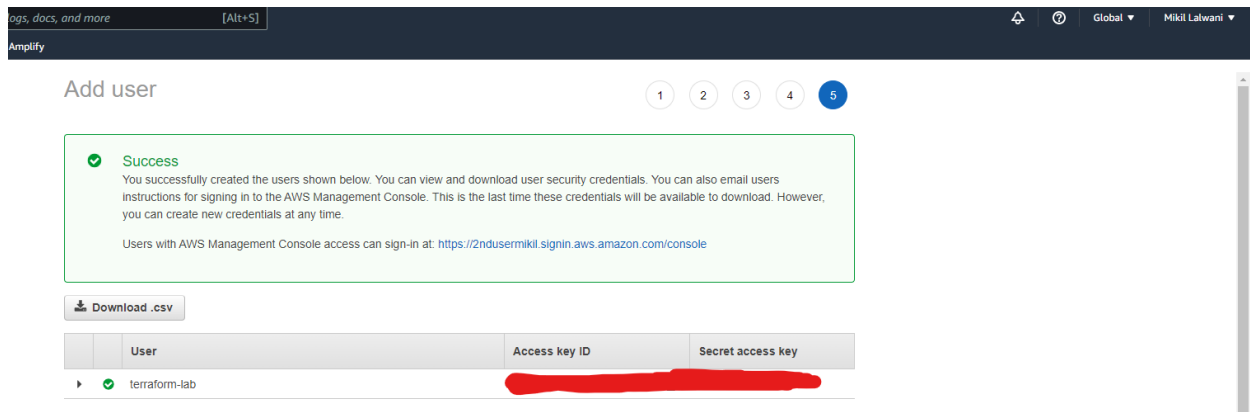 logs, docs, and more [Alt+S] Global ▼ Mikil Lalwani ▼
Amplify
Add user 1 2 3 4 5
Success
You successfully created the users shown below. You can view and download user security credentials. You can also email users
instructions for signing in to the AWS Management Console. This is the last time these credentials will be available to download. However,
you can create new credentials at any time.
Users with AWS Management Console access can sign-in at: https://2ndusermikil.signin.aws.amazon.com/console
Download .csv
User Access key ID Secret access key
terraform-lab